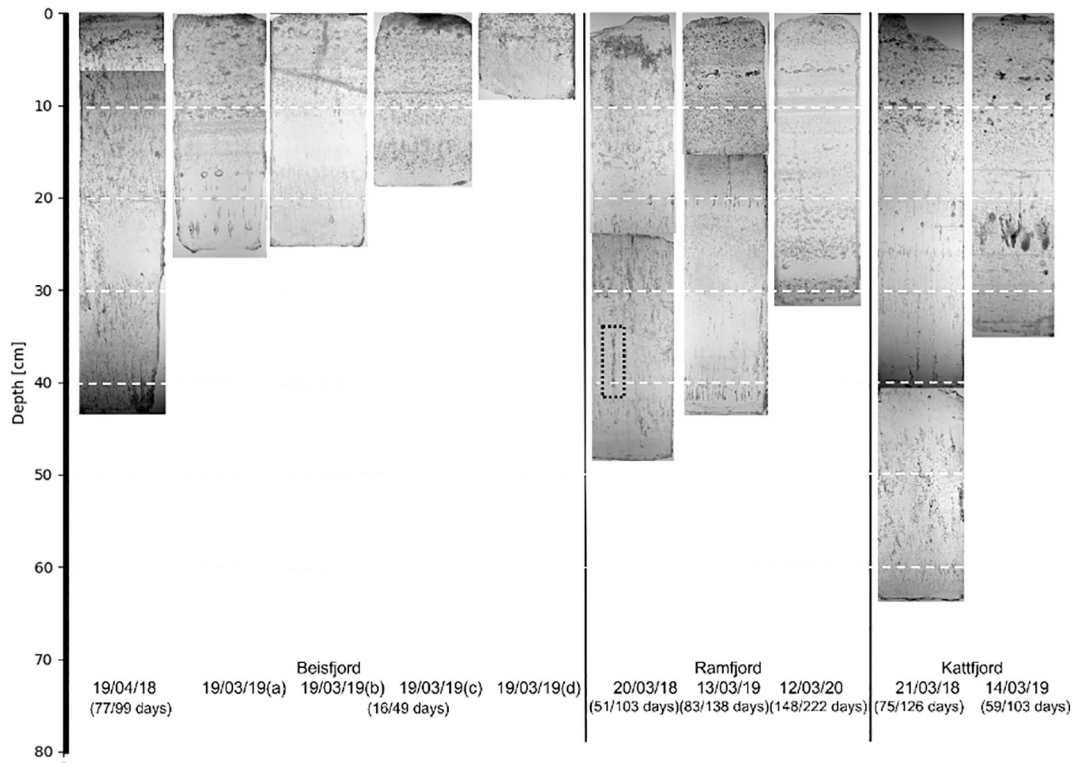 0
10
20
30
40
50
60
70
80
Depth [cm]
Beisfjord
Ramfjord
Kattfjord
19/04/18
19/03/19(a)
19/03/19(b)
19/03/19(c)
19/03/19(d)
20/03/18
13/03/19
12/03/20
21/03/18
14/03/19
(77/99 days)
(16/49 days)
(51/103 days)
(83/138 days)
(148/222 days)
(75/126 days)
(59/103 days)